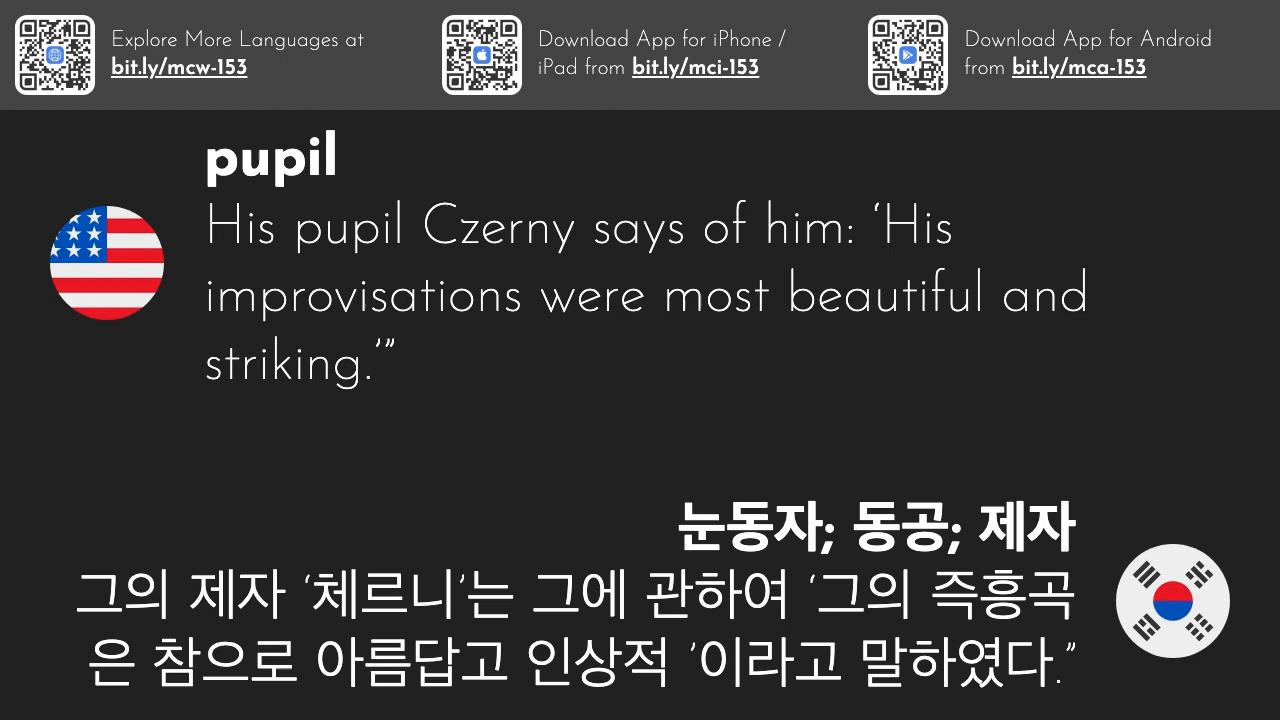 Explore More Languages at
bit.ly/mcw-153
Download App for iPhone /
iPad from bit.ly/mci-153
Download App for Android
from bit.ly/mca-153
pupil
His pupil Czerny says of him: ‘His
improvisations were most beautiful and
striking.’”
눈동자; 동공; 제자
그의 제자 ‘체르니’는 그에 관하여 ‘그의 즉흥곡
은 참으로 아름답고 인상적 ’이라고 말하였다.”